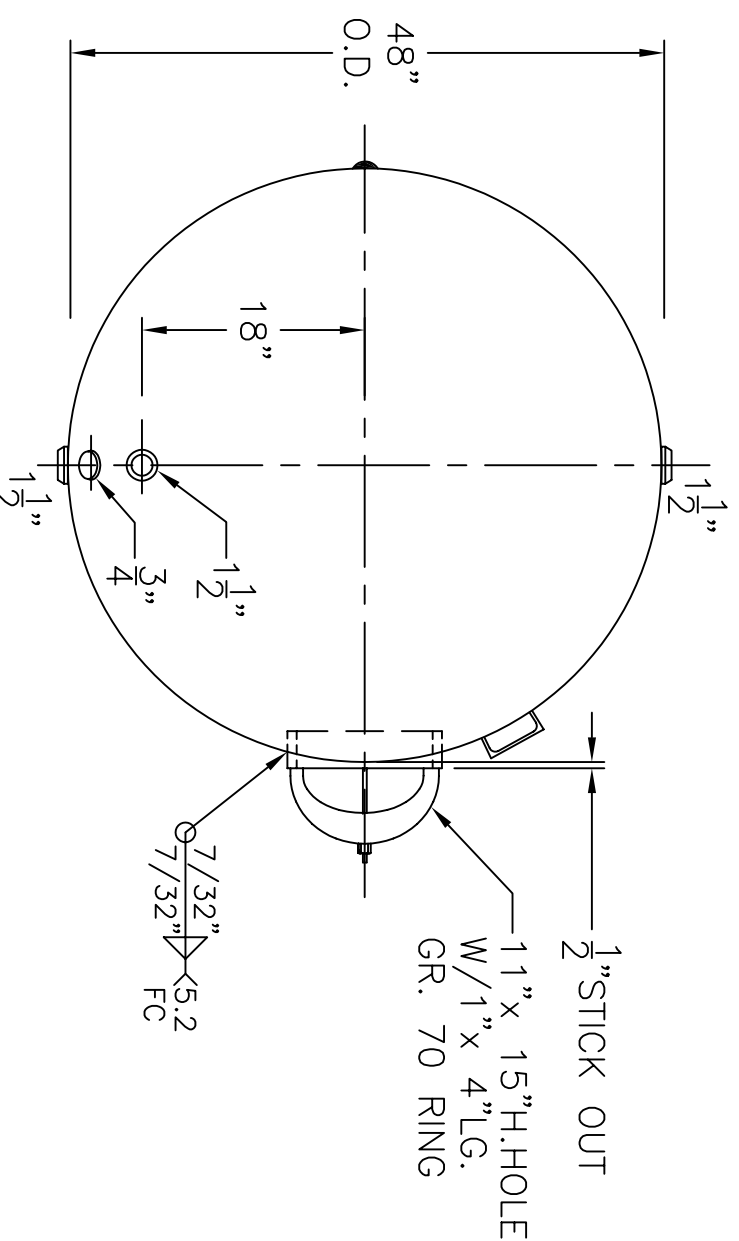 1/2" STICK OUT
11"x 15"H.HOLE
W/1"x 4"LG.
GR. 70 RING
48"
O.D.
1 1/2"
18"
1 1/2"
3/4"
1 1/2"
7/32"
7/32"
5.2
FC